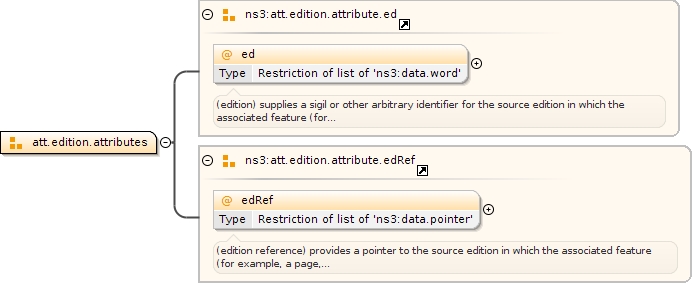 ns3:att.edition.attribute.ed
@ ed
Type Restriction of list of 'ns3:data.word'
(edition) supplies a sigil or other arbitrary identifier for the source edition in which the
associated feature (for...
att.edition.attributes
ns3:att.edition.attribute.edRef
@ edRef
Type Restriction of list of 'ns3:data.pointer'
(edition reference) provides a pointer to the source edition in which the associated feature
(for example, a page,...